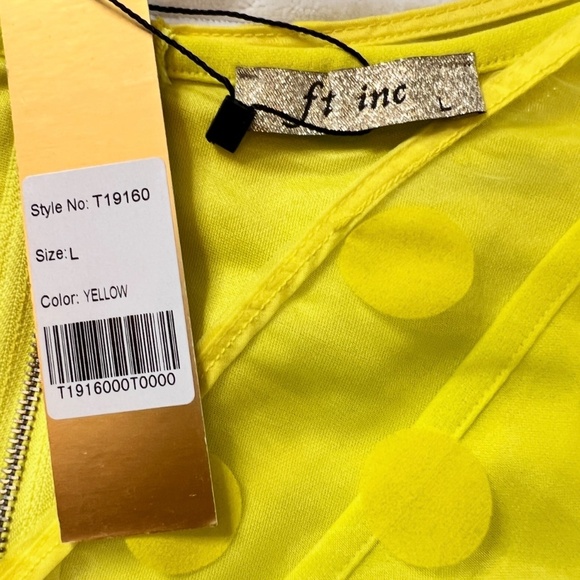 ft inc
L
Style No: T19160
Size: L
Color: YELLOW
T1916000T0000